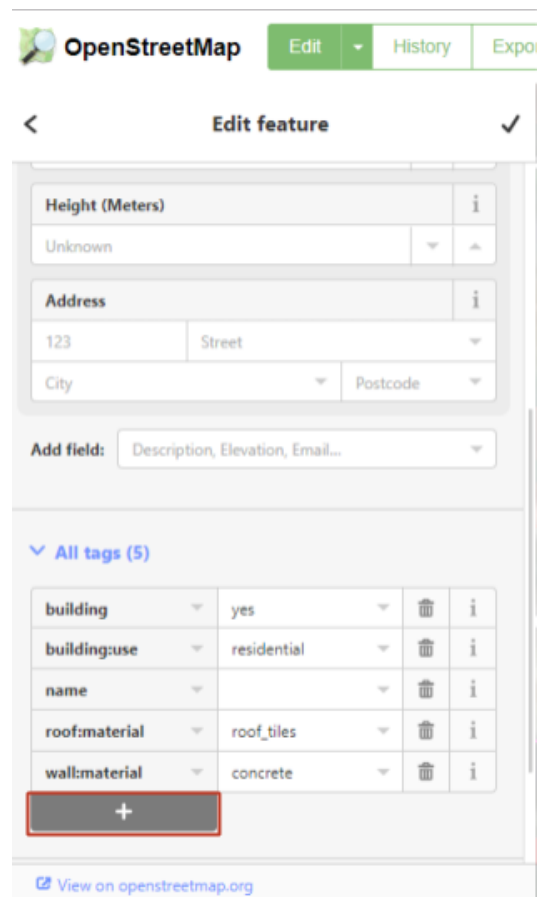 OpenStreetMap Edit History Expo
Edit feature
Height (Meters) i
Unknown
Address i
123 Street
City Postcode
Add field: Description, Elevation, Email...
All tags (5)
building yes i
building:use residential i
name i
roof:material roof_tiles i
wall:material concrete i
+
View on openstreetmap.org